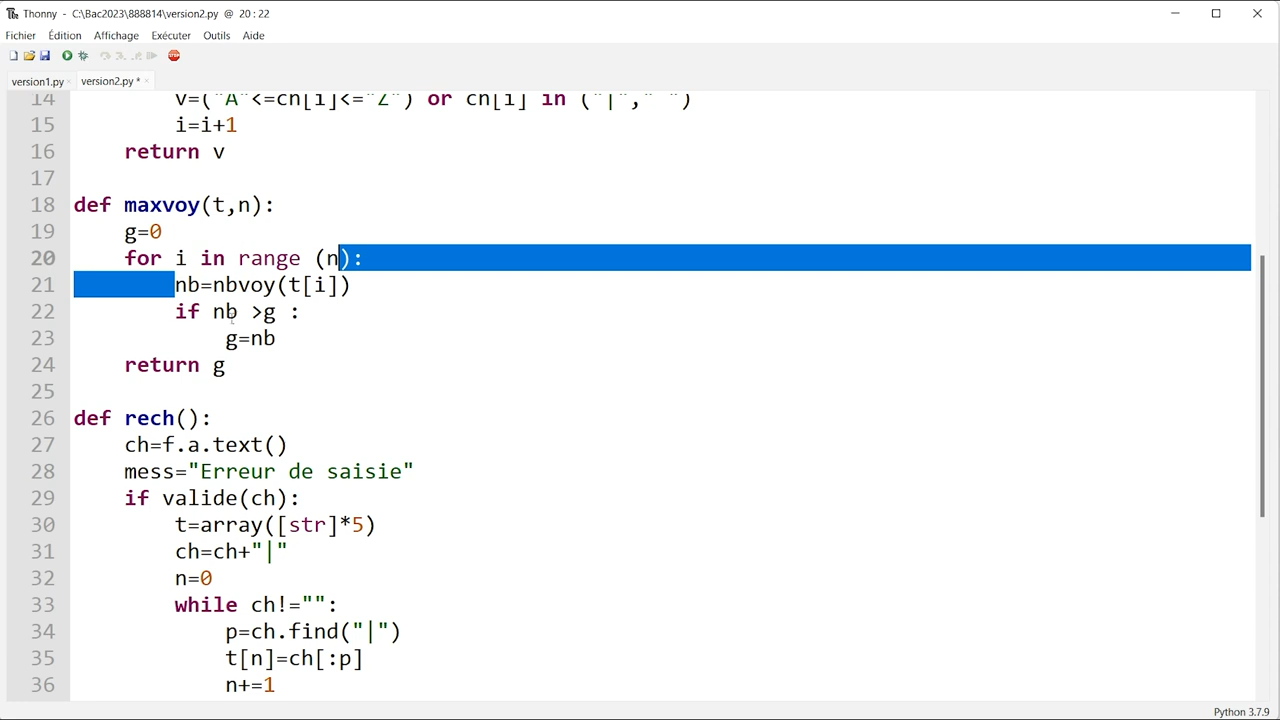 Thonny - C:\Bac2023\888814\version2.py @ 20 : 22
Fichier Édition Affichage Exécuter Outils Aide
version1.py version2.py *
14 v=("A"<=ch[i]<="Z") or ch[i] in ("|"," ")
15 i=i+1
16 return v
17
18 def maxvoy(t,n):
19 g=0
20 for i in range (n):
21 nb=nbvoy(t[i])
22 if nb >g :
23 g=nb
24 return g
25
26 def rech():
27 ch=f.a.text()
28 mess="Erreur de saisie"
29 if valide(ch):
30 t=array([str]*5)
31 ch=ch+"|"
32 n=0
33 while ch!="":
34 p=ch.find("|")
35 t[n]=ch[:p]
36 n+=1
Python 3.7.9